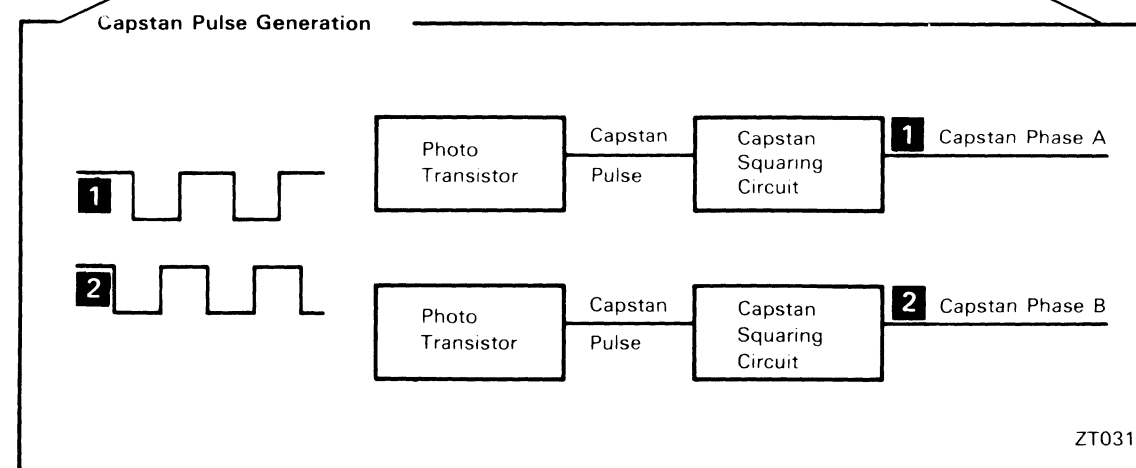 Capstan Pulse Generation
1
2
Photo
Transistor
Capstan
Pulse
Capstan
Squaring
Circuit
1 Capstan Phase A
Photo
Transistor
Capstan
Pulse
Capstan
Squaring
Circuit
2 Capstan Phase B
ZT031